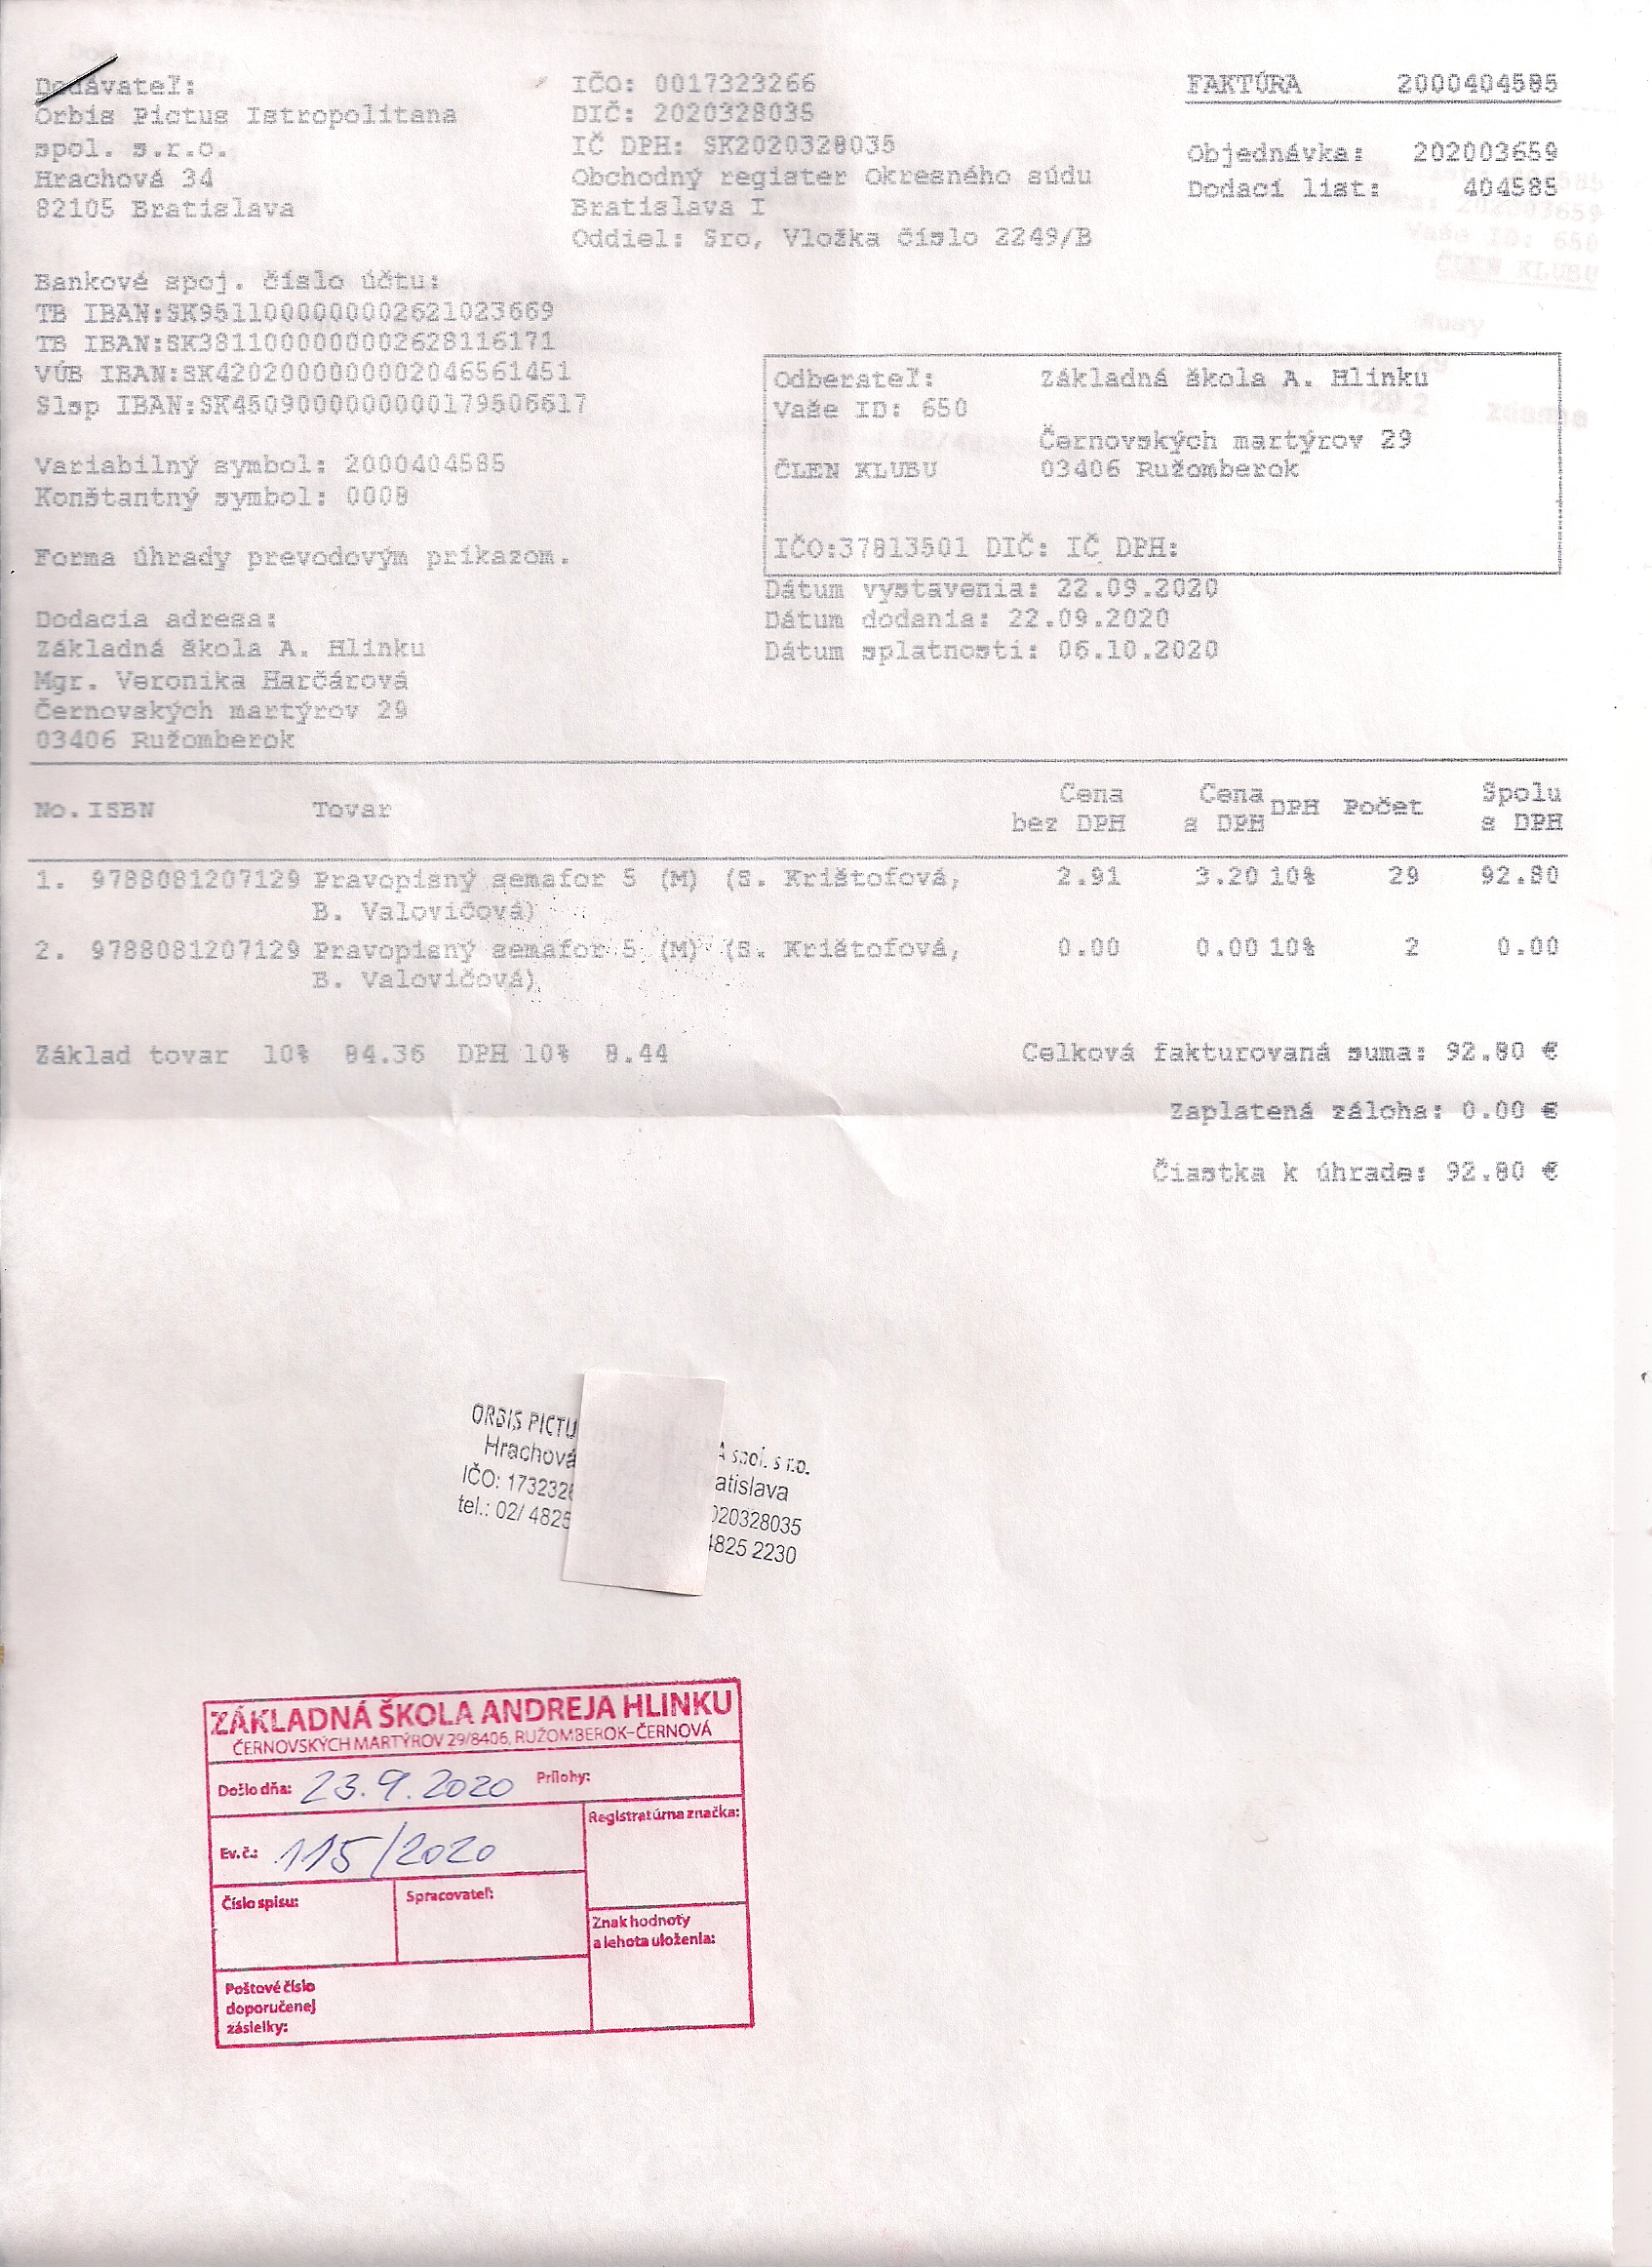 Dodávateľ:
Orbis Pictus Istropolitana
spol. s.r.o.
Hrachová 34
82105 Bratislava
IČO: 0017323266
DIČ: 2020328035
IČ DPH: SK2020328035
Obchodný register Okresného súdu
Bratislava I
Oddiel: Sro, Vložka číslo 2249/B
FAKTÚRA 2000404585
Objednávka: 202003659
Dodací list: 404585
Bankové spoj. číslo účtu:
TB IBAN:SK9511000000002621023669
TB IBAN:SK3811000000002628116171
VÚB IBAN:SK4202000000002046561451
Slsp IBAN:SK4509000000000179506617
Variabilný symbol: 2000404585
Konštantný symbol: 0008
Forma úhrady prevodovým príkazom.
Odberateľ: Základná škola A. Hlinku
Vaše ID: 650
Černovských martýrov 29
ČLEN KLUBU 03406 Ružomberok
IČO:37813501 DIČ: IČ DPH:
Dátum vystavenia: 22.09.2020
Dátum dodania: 22.09.2020
Dátum splatnosti: 06.10.2020
Dodacia adresa:
Základná škola A. Hlinku
Mgr. Veronika Harčárová
Černovských martýrov 29
03406 Ružomberok
No. ISBN Tovar Cena bez DPH Cena s DPH DPH Počet Spolu s DPH
1. 9788081207129 Pravopisný semafor 5 (M) (S. Krištofová, 2.91 3.20 10% 29 92.80
B. Valovičová)
2. 9788081207129 Pravopisný semafor 5 (M) (S. Krištofová, 0.00 0.00 10% 2 0.00
B. Valovičová)
Základ tovar 10% 84.36 DPH 10% 8.44
Celková fakturovaná suma: 92.80 €
Zaplatená záloha: 0.00 €
Čiastka k úhrade: 92.80 €
ORBIS PICTU A spol. s r.o.
Hrachová atislava
IČO: 1732326 020328035
tel.: 02/ 4825 4825 2230
ZÁKLADNÁ ŠKOLA ANDREJA HLINKU
ČERNOVSKÝCH MARTÝROV 29/8406, RUŽOMBEROK-ČERNOVÁ
Došlo dňa: 23.9.2020 Prílohy:
Ev. č.: 115/2020
Registratúrna značka:
Číslo spisu:
Spracovateľ:
Znak hodnoty
a lehota uloženia:
Poštové číslo
doporučenej
zásielky: